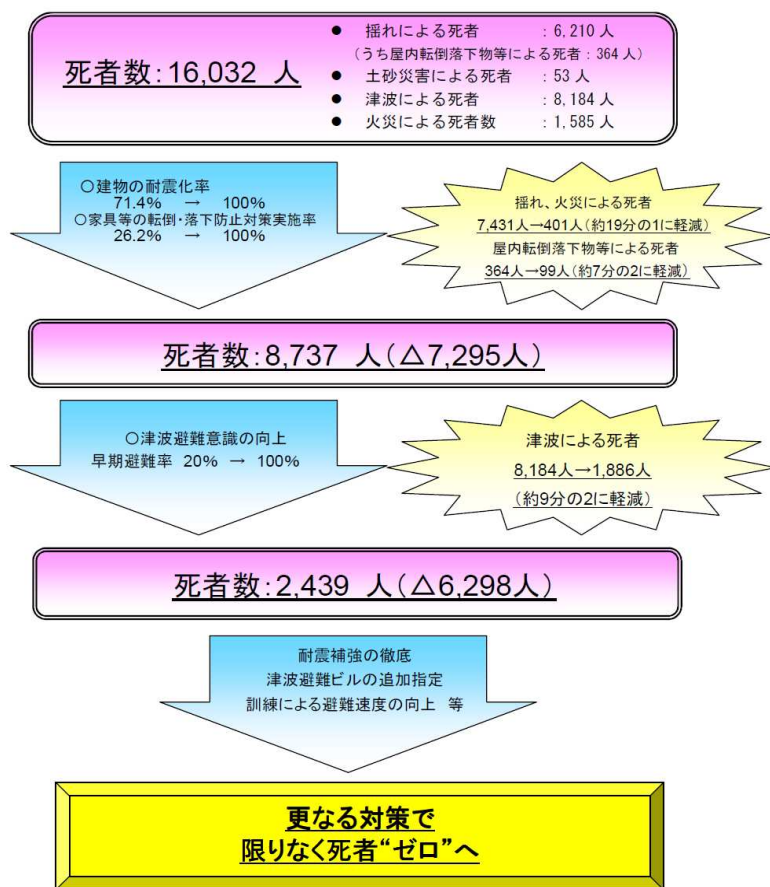 死者数：16,032 人
● 揺れによる死者 ：6,210 人
（うち屋内転倒落下物等による死者：364 人）
● 土砂災害による死者 ：53 人
● 津波による死者 ：8,184 人
● 火災による死者数 ：1,585 人
○建物の耐震化率
71.4% → 100%
○家具等の転倒・落下防止対策実施率
26.2% → 100%
揺れ、火災による死者
7,431人→401人（約19分の1に軽減）
屋内転倒落下物等による死者
364人→99人（約7分の2に軽減）
死者数：8,737 人（△7,295人）
○津波避難意識の向上
早期避難率 20% → 100%
津波による死者
8,184人→1,886人
（約9分の2に軽減）
死者数：2,439 人（△6,298人）
耐震補強の徹底
津波避難ビルの追加指定
訓練による避難速度の向上 等
更なる対策で
限りなく死者“ゼロ”へ